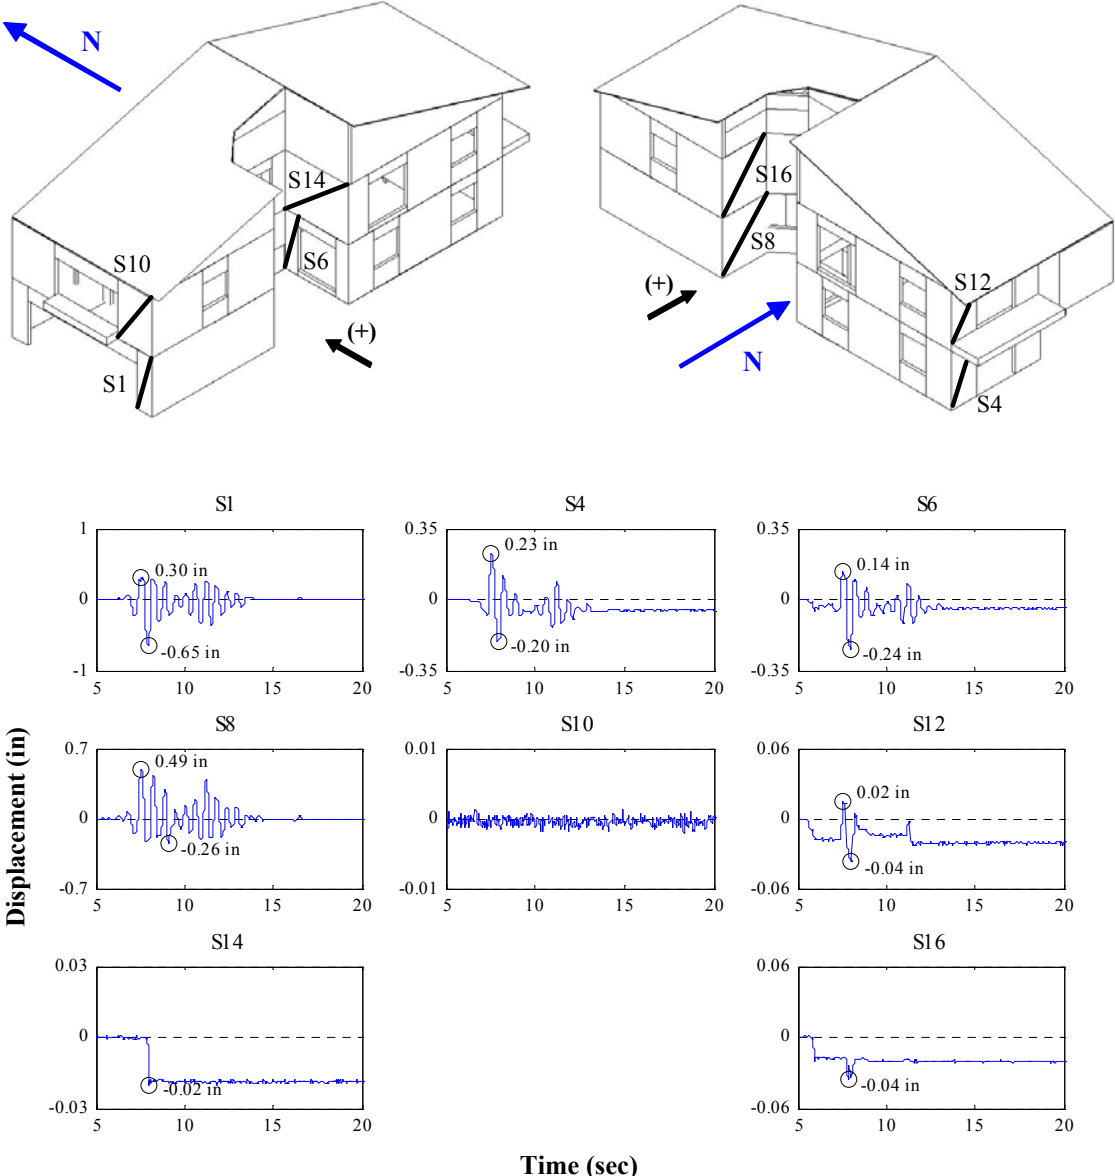 N
S14
S10
S6
(+)
S1
S16
S8
(+)
S12
N
S4
S1
1
0.30 in
0
-0.65 in
-1
5 10 15 20
S4
0.35
0.23 in
0
-0.20 in
-0.35
5 10 15 20
S6
0.35
0.14 in
0
-0.24 in
-0.35
5 10 15 20
S8
0.7
0.49 in
0
-0.26 in
-0.7
5 10 15 20
S10
0.01
0
-0.01
5 10 15 20
S12
0.06
0.02 in
0
-0.04 in
-0.06
5 10 15 20
S14
0.03
0
-0.02 in
-0.03
5 10 15 20
S16
0.06
0
-0.04 in
-0.06
5 10 15 20
Displacement (in)
Time (sec)